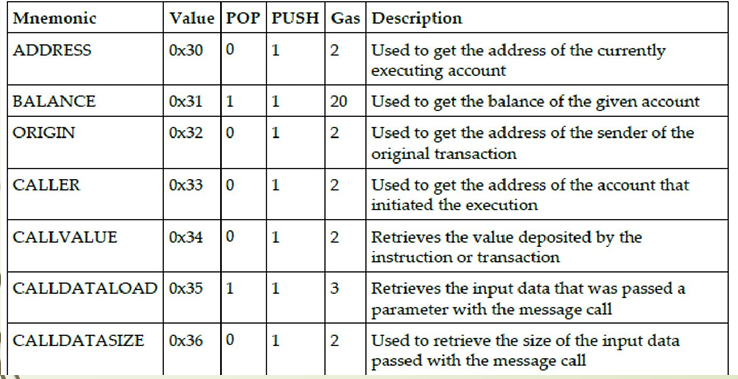 Mnemonic Value POP PUSH Gas Description
ADDRESS 0x30 0 1 2 Used to get the address of the currently
executing account
BALANCE 0x31 1 1 20 Used to get the balance of the given account
ORIGIN 0x32 0 1 2 Used to get the address of the sender of the
original transaction
CALLER 0x33 0 1 2 Used to get the address of the account that
initiated the execution
CALLVALUE 0x34 0 1 2 Retrieves the value deposited by the
instruction or transaction
CALLDATALOAD 0x35 1 1 3 Retrieves the input data that was passed a
parameter with the message call
CALLDATASIZE 0x36 0 1 2 Used to retrieve the size of the input data
passed with the message call